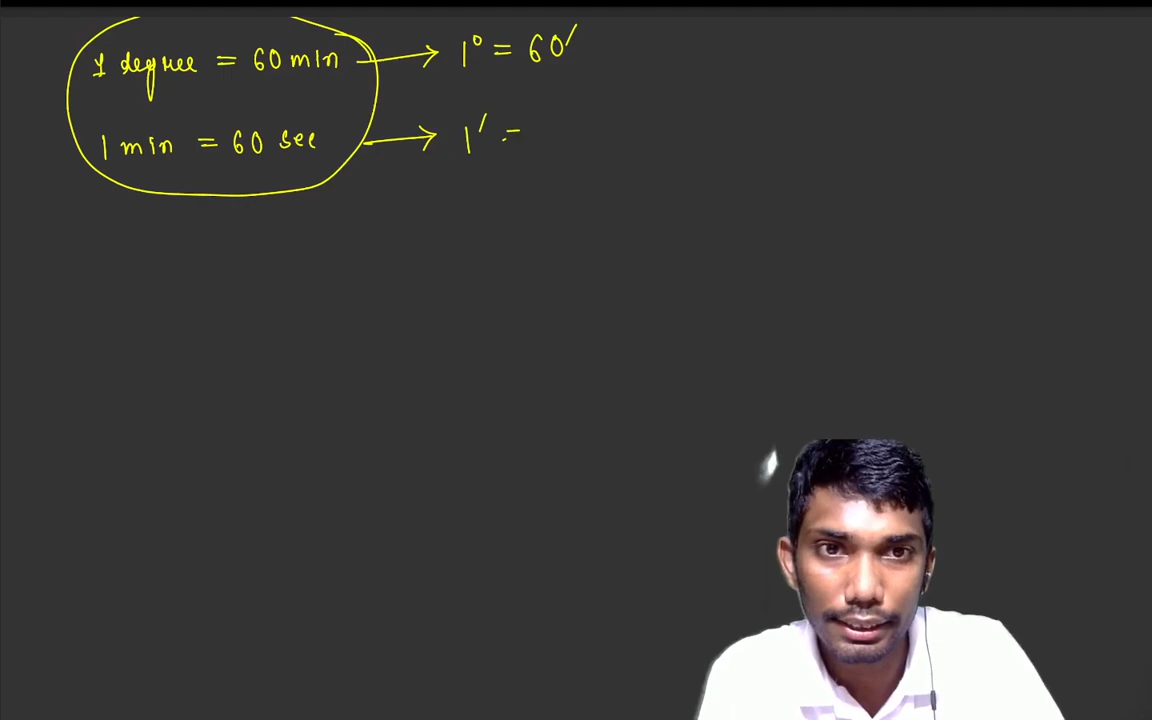 1 degree = 60 min → 1° = 60′
1 min = 60 sec → 1′ =